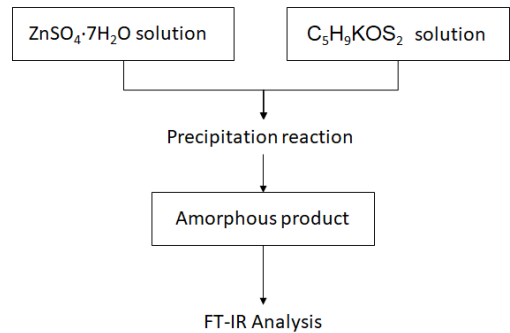 ZnSO₄·7H₂O solution
C₅H₉KOS₂ solution
Precipitation reaction
Amorphous product
FT-IR Analysis